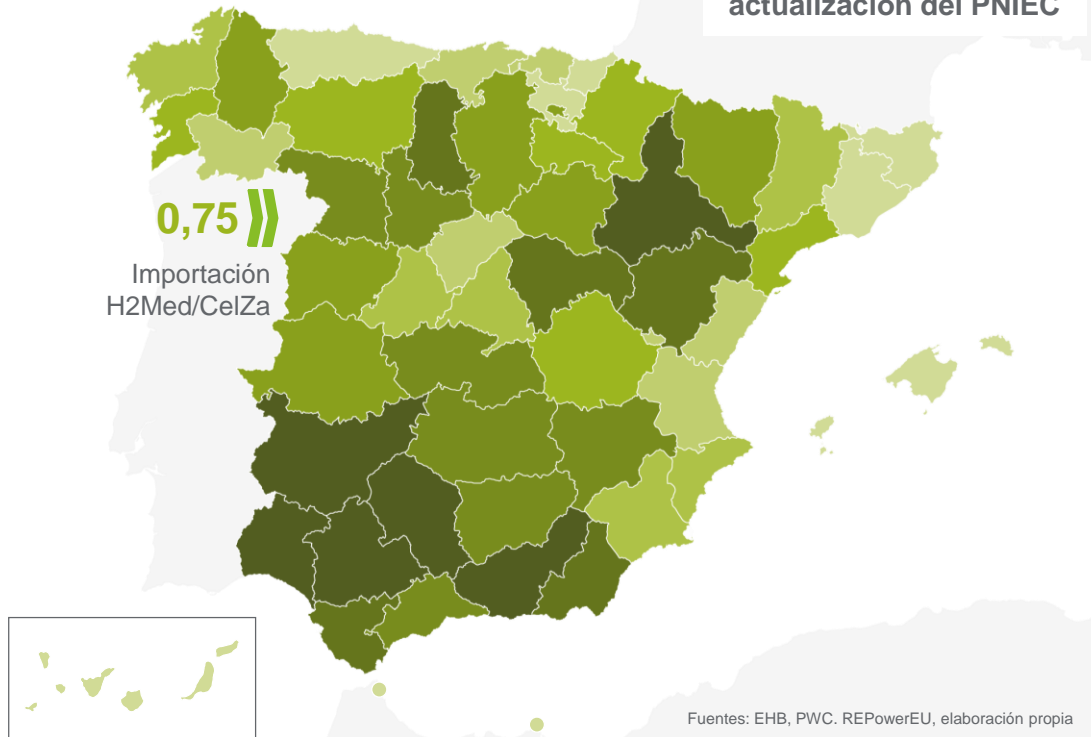 actualización del PNIEC
0,75
Importación
H2Med/CelZa
Fuentes: EHB, PWC. REPowerEU, elaboración propia